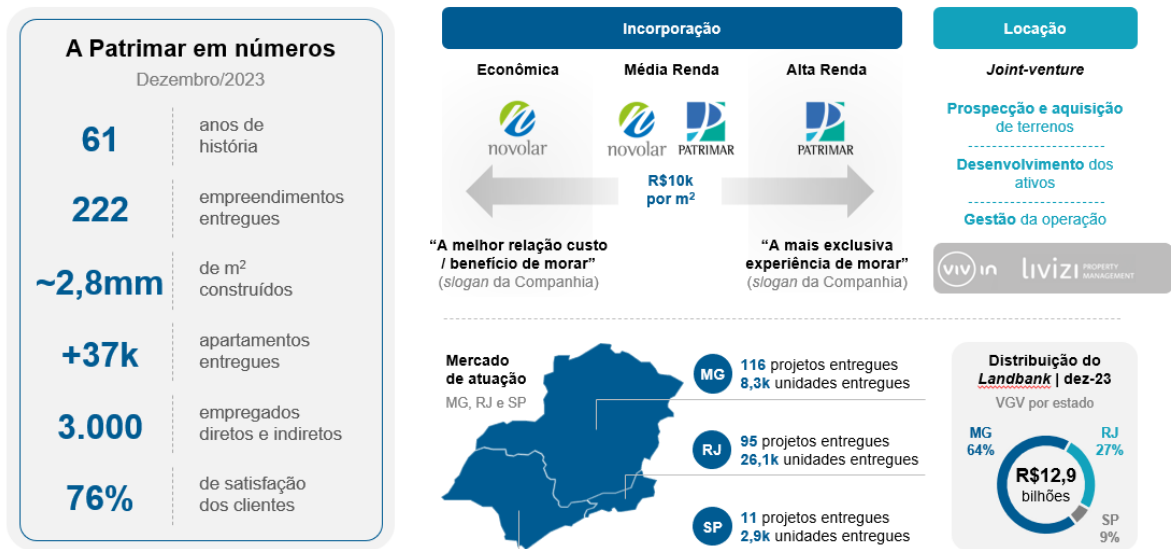 A Patrimar em números
Dezembro/2023
61
anos de
história
222
empreendimentos
entregues
~2,8mm
de m²
construídos
+37k
apartamentos
entregues
3.000
empregados
diretos e indiretos
76%
de satisfação
dos clientes
Incorporação
Econômica
Média Renda
Alta Renda
novolar
novolar
PATRIMAR
PATRIMAR
R$10k
por m²
“A melhor relação custo
/ benefício de morar”
(slogan da Companhia)
“A mais exclusiva
experiência de morar”
(slogan da Companhia)
Locação
Joint-venture
Prospecção e aquisição
de terrenos
Desenvolvimento dos
ativos
Gestão da operação
VIV in
LIVIZI PROPERTY
MANAGEMENT
Mercado
de atuação
MG, RJ e SP
MG
116 projetos entregues
8,3k unidades entregues
RJ
95 projetos entregues
26,1k unidades entregues
SP
11 projetos entregues
2,9k unidades entregues
Distribuição do
Landbank | dez-23
VGV por estado
MG
64%
RJ
27%
R$12,9
bilhões
SP
9%